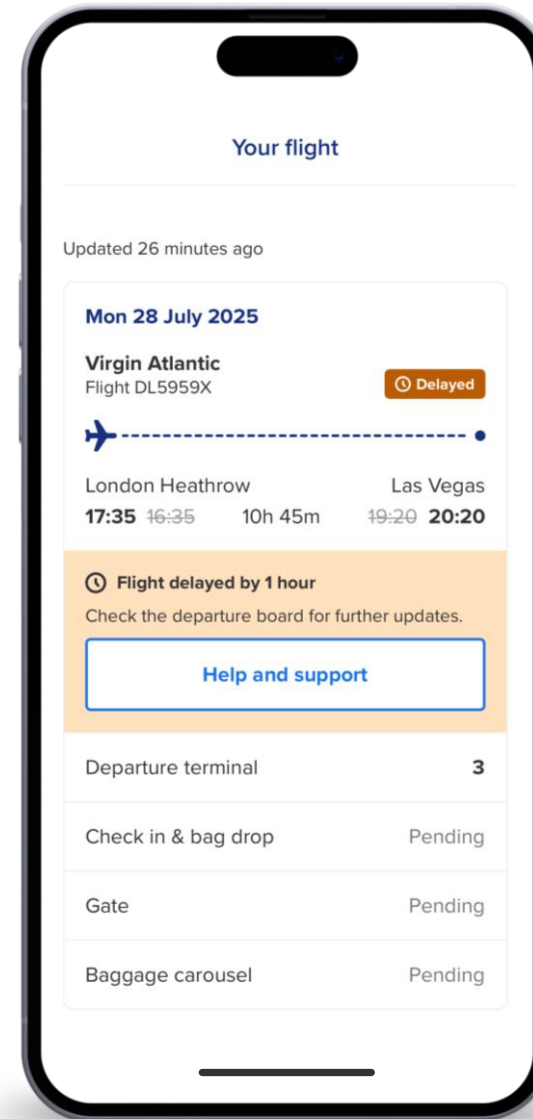 Your flight
Updated 26 minutes ago
Mon 28 July 2025
Virgin Atlantic
Flight DL5959X
Delayed
London Heathrow Las Vegas
17:35 16:35 10h 45m 19:20 20:20
Flight delayed by 1 hour
Check the departure board for further updates.
Help and support
Departure terminal 3
Check in & bag drop Pending
Gate Pending
Baggage carousel Pending